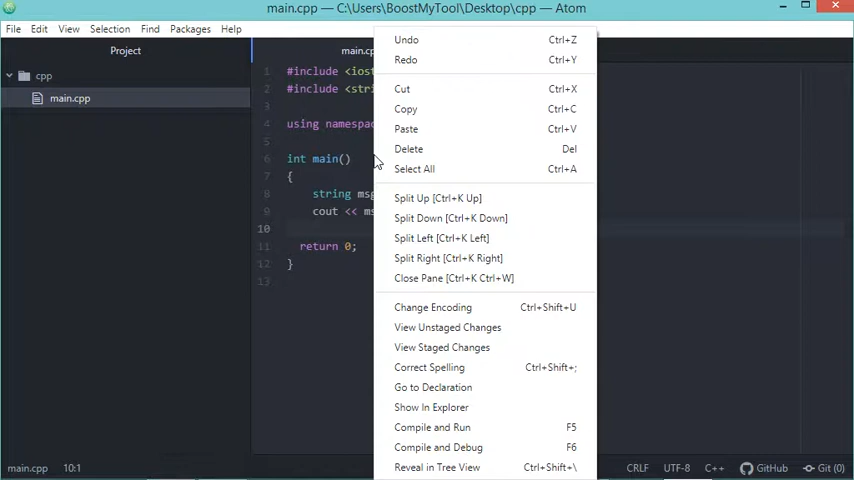 main.cpp — C:\Users\BoostMyTool\Desktop\cpp — Atom
File Edit View Selection Find Packages Help
Project
cpp
main.cpp
main.cp
1 #include <iost
2 #include <str
3
4 using namespac
5
6 int main()
7 {
8 string msg
9 cout << ms
10
11 return 0;
12 }
13
Undo Ctrl+Z
Redo Ctrl+Y
Cut Ctrl+X
Copy Ctrl+C
Paste Ctrl+V
Delete Del
Select All Ctrl+A
Split Up [Ctrl+K Up]
Split Down [Ctrl+K Down]
Split Left [Ctrl+K Left]
Split Right [Ctrl+K Right]
Close Pane [Ctrl+K Ctrl+W]
Change Encoding Ctrl+Shift+U
View Unstaged Changes
View Staged Changes
Correct Spelling Ctrl+Shift+;
Go to Declaration
Show In Explorer
Compile and Run F5
Compile and Debug F6
Reveal in Tree View Ctrl+Shift+\
main.cpp 10:1 CRLF UTF-8 C++ GitHub Git (0)